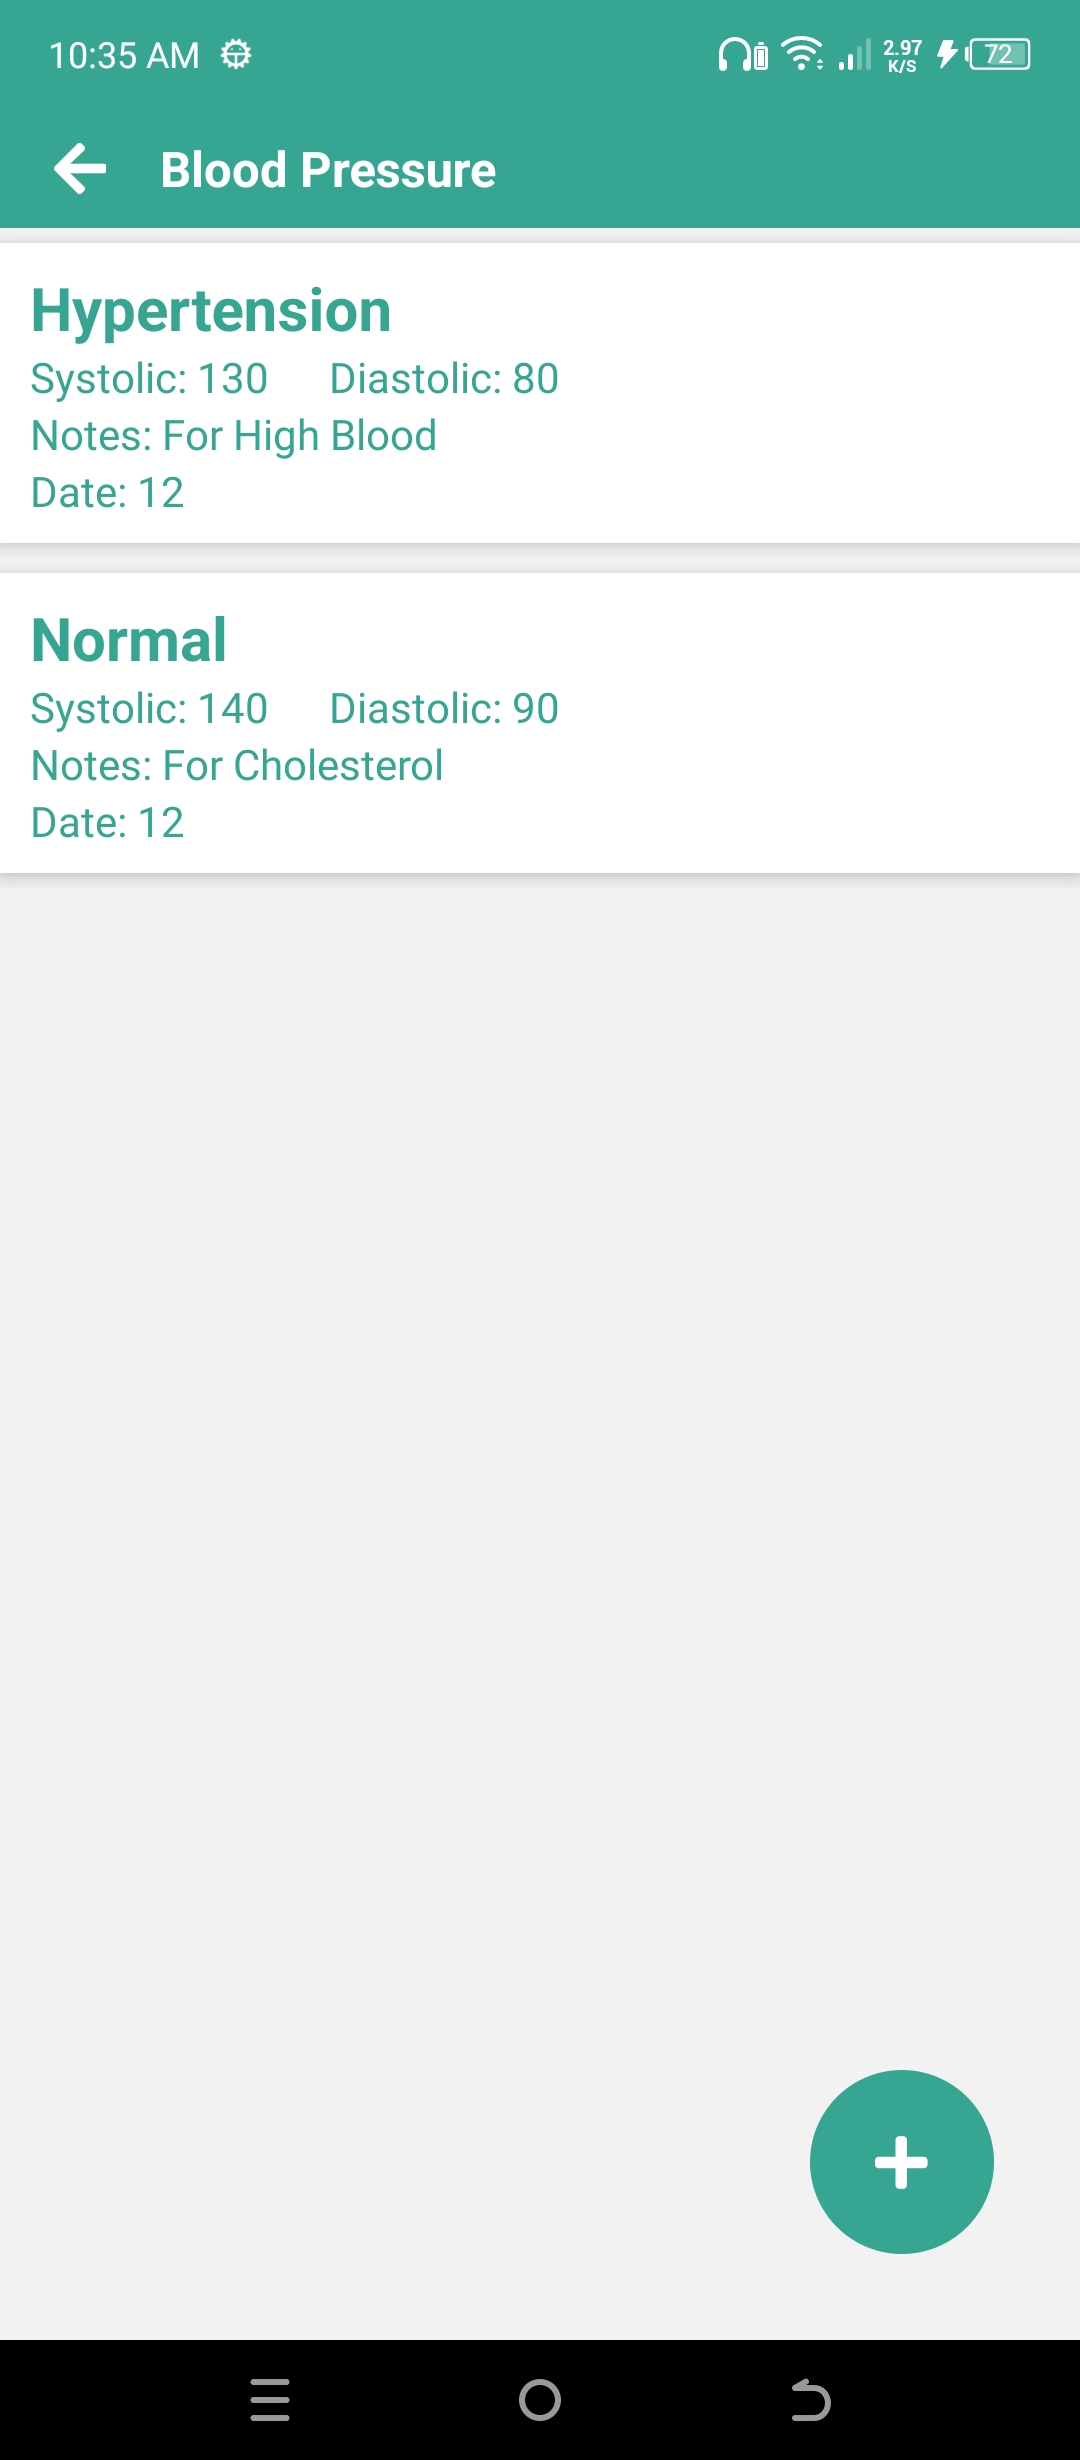 10:35 AM
2.97 K/S
72
Blood Pressure
Hypertension
Systolic: 130 Diastolic: 80
Notes: For High Blood
Date: 12
Normal
Systolic: 140 Diastolic: 90
Notes: For Cholesterol
Date: 12